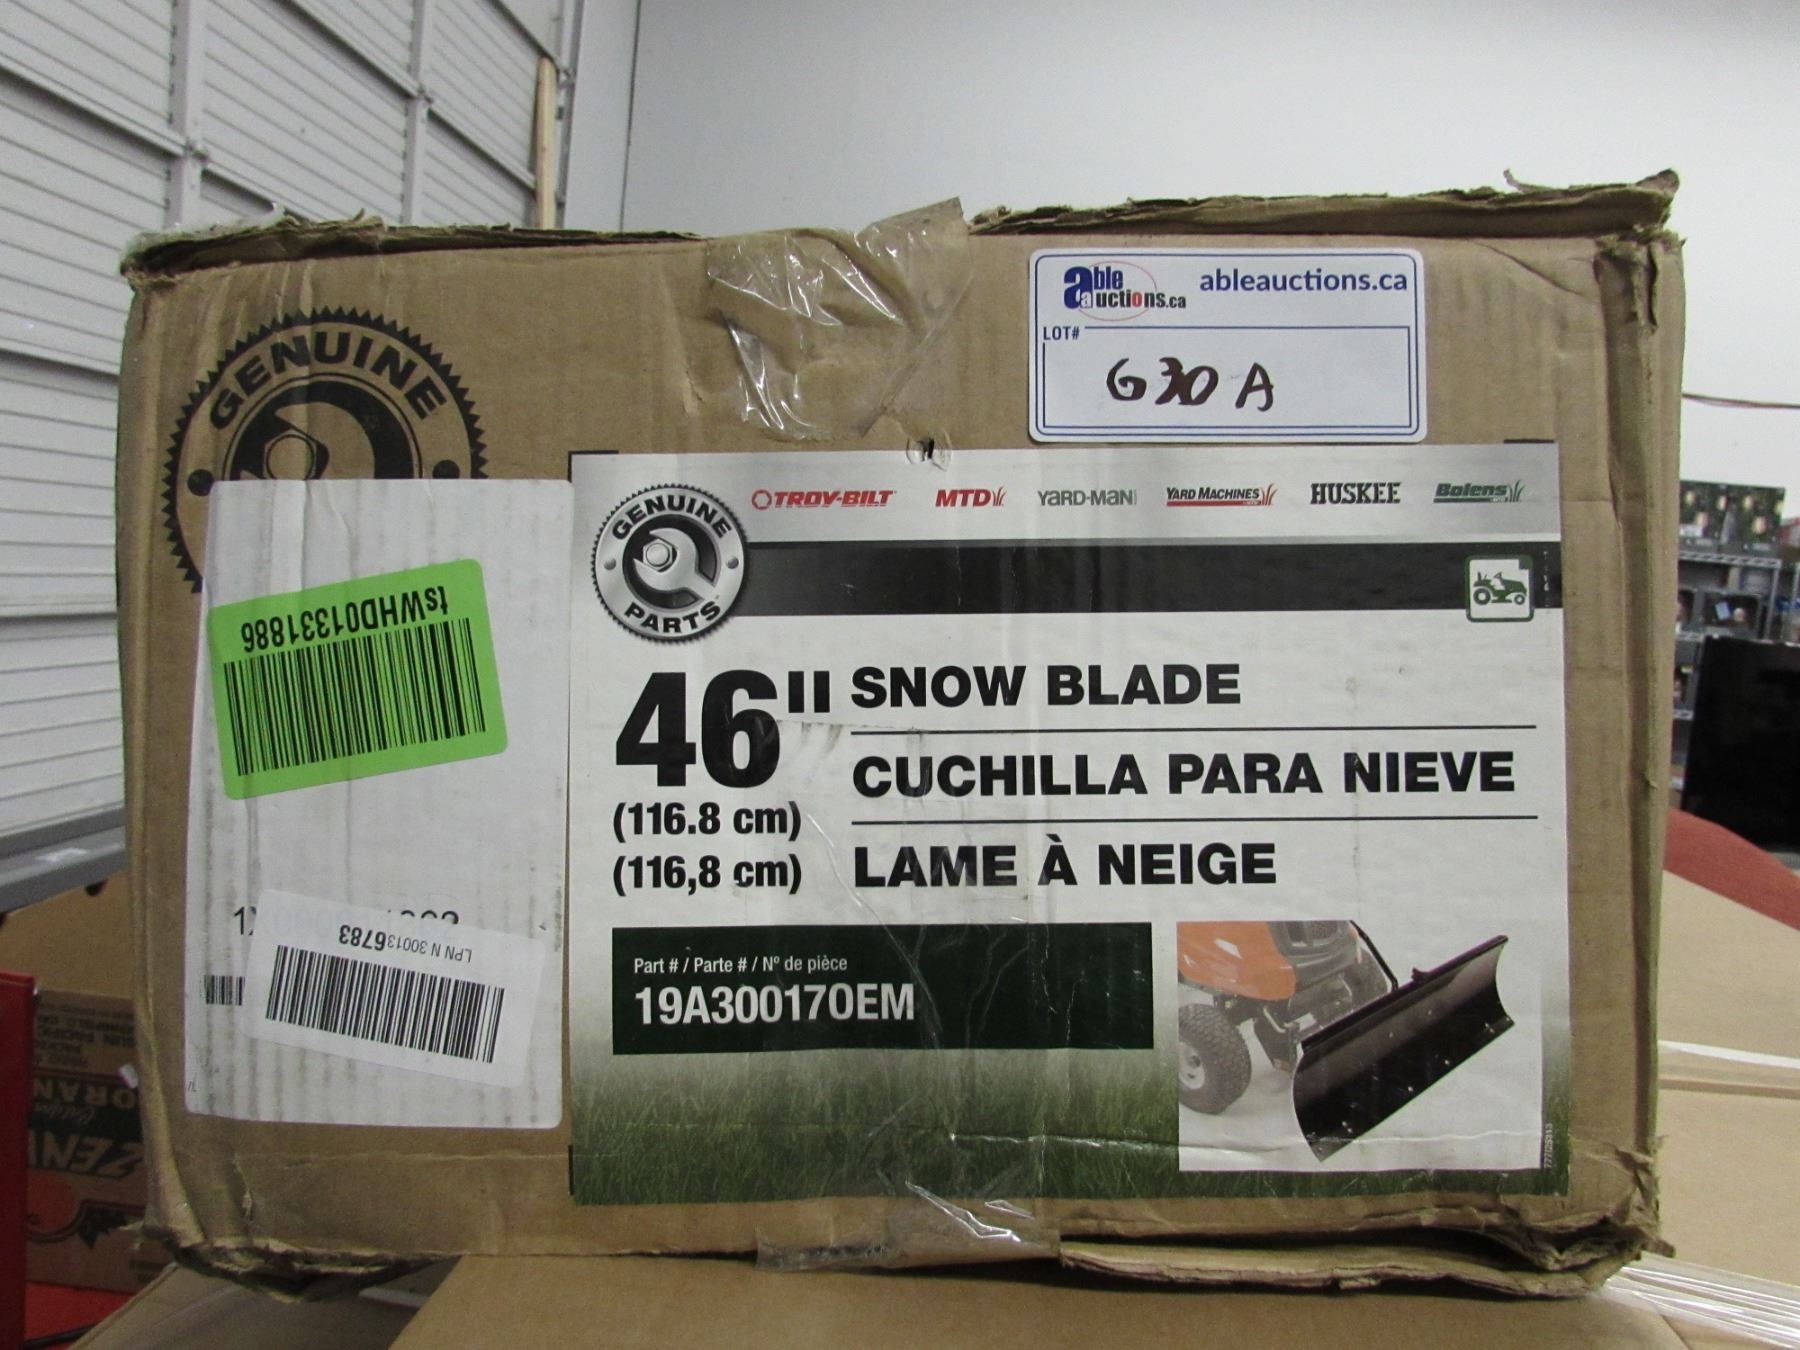 able auctions.ca
ableauctions.ca
LOT#
G30A
GENUINE
GENUINE PARTS
TROY-BILT MTD YARD-MAN YARD MACHINES HUSKEE Bolens
tsWHD01331886
46" SNOW BLADE
(116.8 cm) CUCHILLA PARA NIEVE
(116,8 cm) LAME À NEIGE
LPN N 300136783
Part # / Parte # / Nº de pièce
19A30017OEM
777I25313